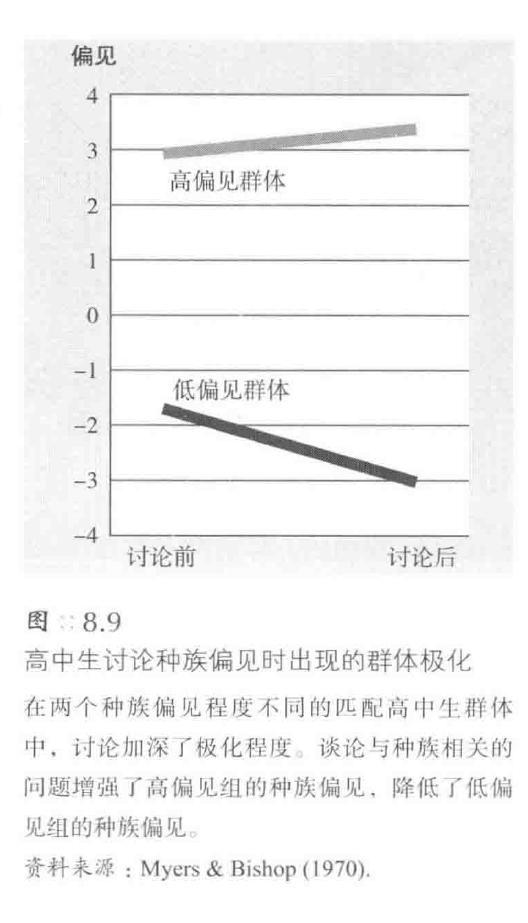 偏见
4
3
高偏见群体
2
1
0
-1
低偏见群体
-2
-3
-4
讨论前 讨论后
图 :: 8.9
高中生讨论种族偏见时出现的群体极化
在两个种族偏见程度不同的匹配高中生群体
中，讨论加深了极化程度。谈论与种族相关的
问题增强了高偏见组的种族偏见，降低了低偏
见组的种族偏见。
资料来源：Myers & Bishop (1970).